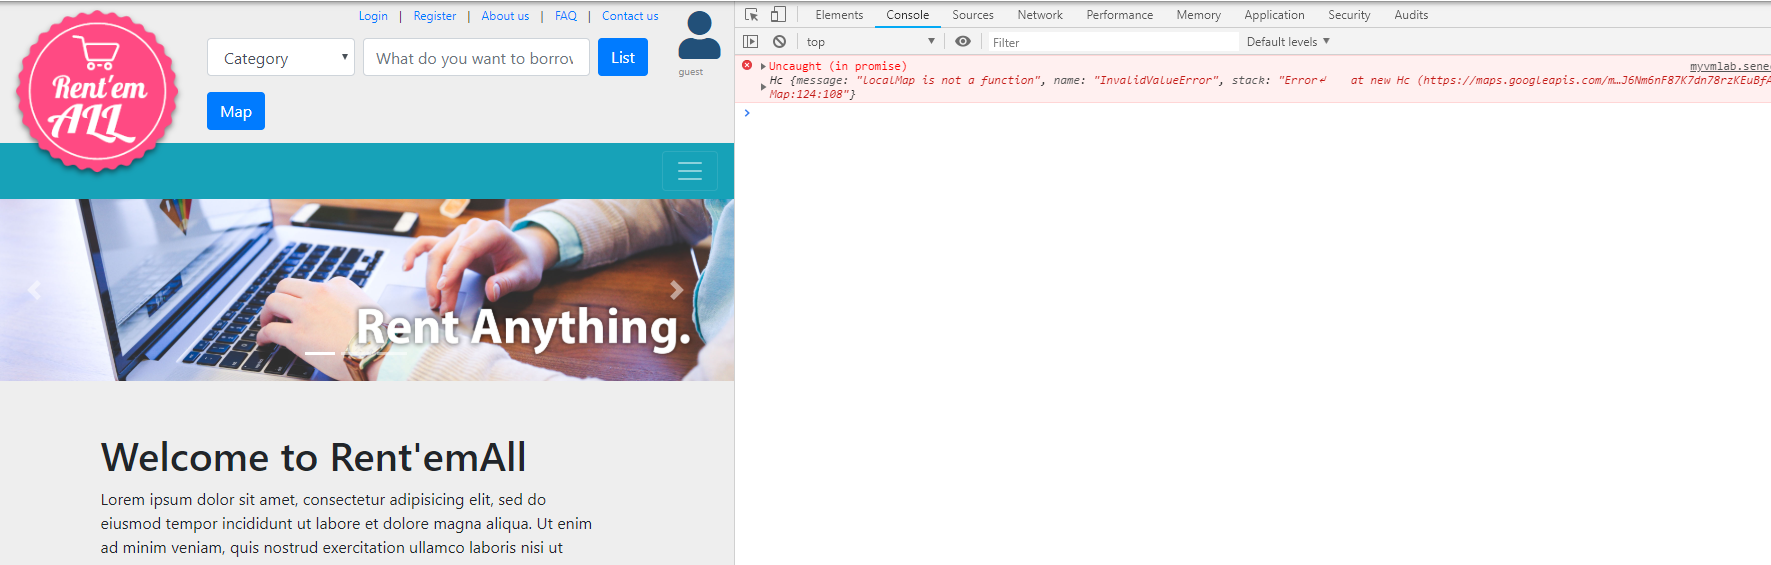 Login | Register | About us | FAQ | Contact us
Category
What do you want to borrov
List
guest
Map
Rent'em
ALL
Rent Anything.
Welcome to Rent'emAll
Lorem ipsum dolor sit amet, consectetur adipisicing elit, sed do
eiusmod tempor incididunt ut labore et dolore magna aliqua. Ut enim
ad minim veniam, quis nostrud exercitation ullamco laboris nisi ut
Elements Console Sources Network Performance Memory Application Security Audits
top Filter Default levels
Uncaught (in promise) myvmlab.sene
Hc {message: "LocalMap is not a function", name: "InvalidValueError", stack: "Error↵    at new Hc (https://maps.googleapis.com/m…J6Nm6nF87K7dn78rzKEuBfA
Map:124:108"}